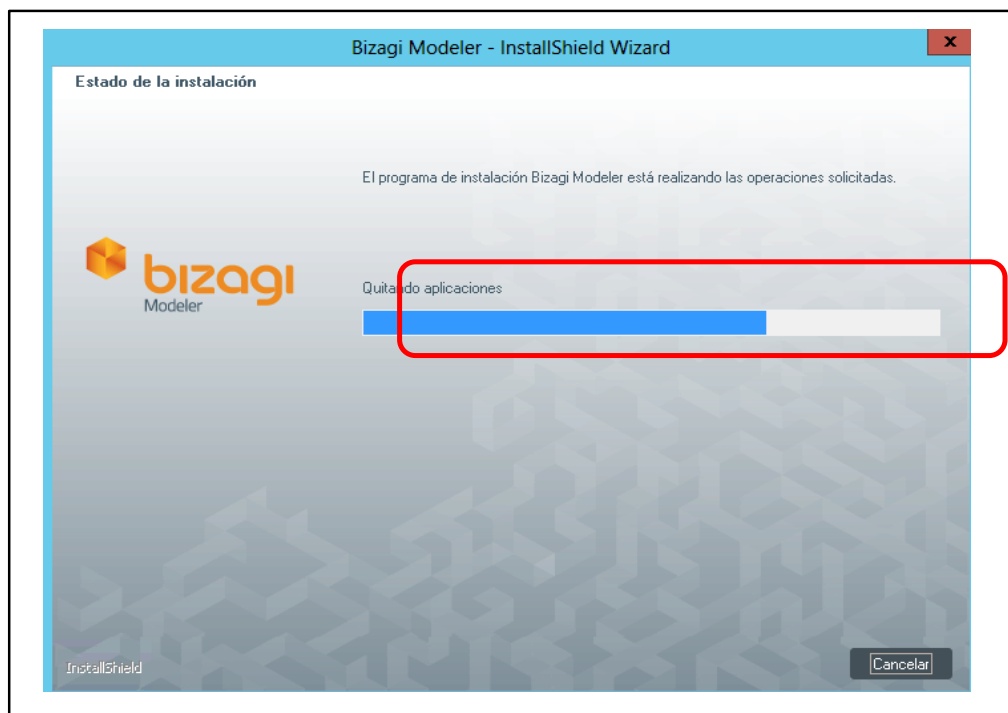 Bizagi Modeler - InstallShield Wizard
x
Estado de la instalación
El programa de instalación Bizagi Modeler está realizando las operaciones solicitadas.
bizagi
Modeler
Quitando aplicaciones
InstallShield
Cancelar